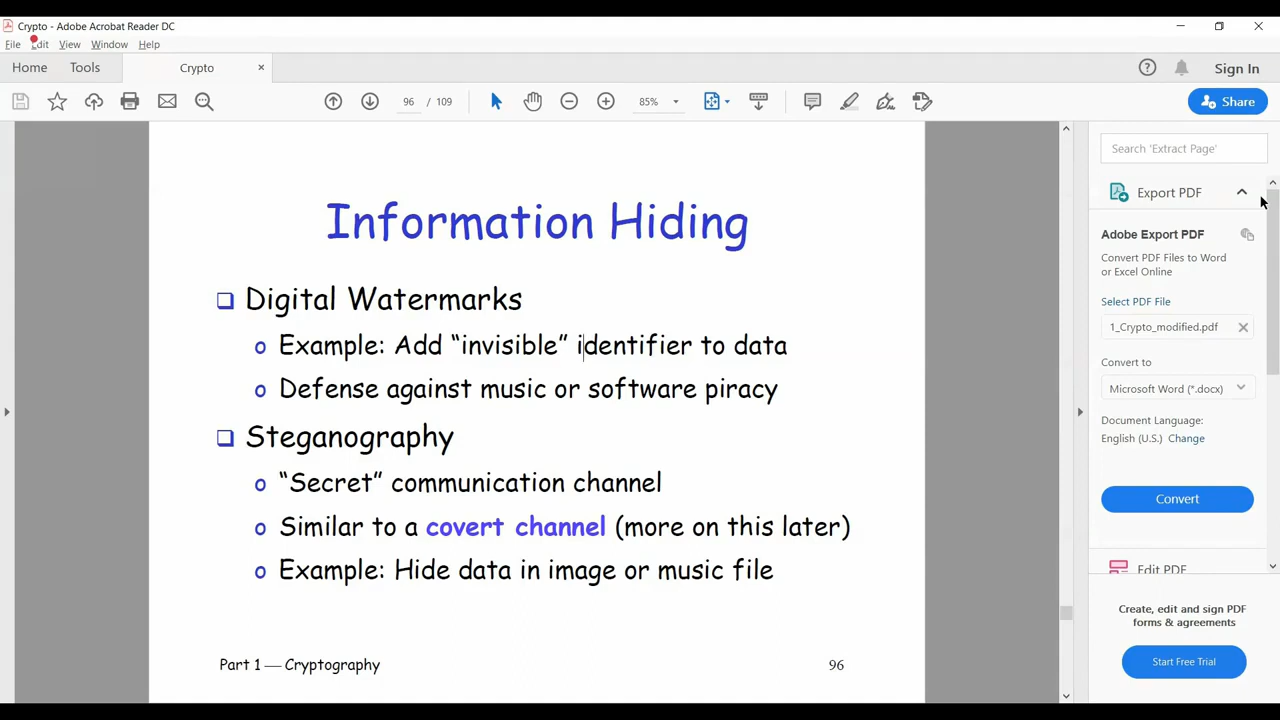 Crypto - Adobe Acrobat Reader DC
File Edit View Window Help
Home Tools Crypto Sign In
96 / 109 85% Share
Search 'Extract Page'
Export PDF
Adobe Export PDF
Convert PDF Files to Word
or Excel Online
Select PDF File
1_Crypto_modified.pdf
Convert to
Microsoft Word (*.docx)
Document Language:
English (U.S.) Change
Convert
Edit PDF
Create, edit and sign PDF
forms & agreements
Start Free Trial
Information Hiding
❑ Digital Watermarks
o Example: Add “invisible” identifier to data
o Defense against music or software piracy
❑ Steganography
o “Secret” communication channel
o Similar to a covert channel (more on this later)
o Example: Hide data in image or music file
Part 1 — Cryptography 96